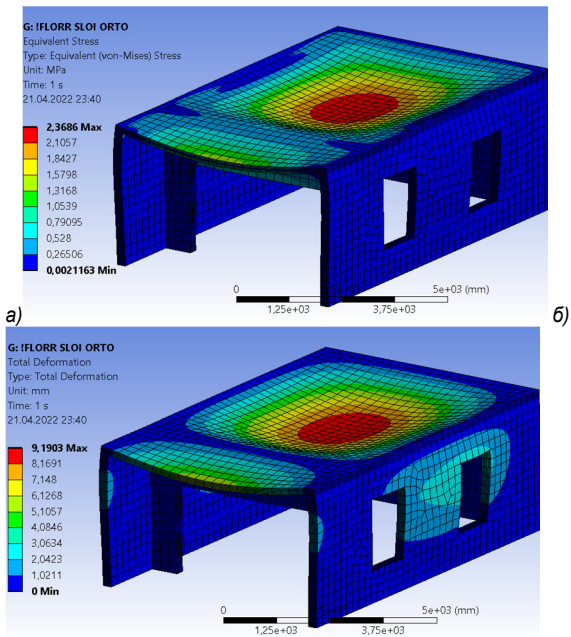 G: !FLORR SLOI ORTO
Equivalent Stress
Type: Equivalent (von-Mises) Stress
Unit: MPa
Time: 1 s
21.04.2022 23:40
2,3686 Max
2,1057
1,8427
1,5798
1,3168
1,0539
0,79095
0,528
0,26506
0,0021163 Min
0
5e+03 (mm)
1,25e+03
3,75e+03
а)
б)
G: !FLORR SLOI ORTO
Total Deformation
Type: Total Deformation
Unit: mm
Time: 1 s
21.04.2022 23:40
9,1903 Max
8,1691
7,148
6,1268
5,1057
4,0846
3,0634
2,0423
1,0211
0 Min
0
5e+03 (mm)
1,25e+03
3,75e+03